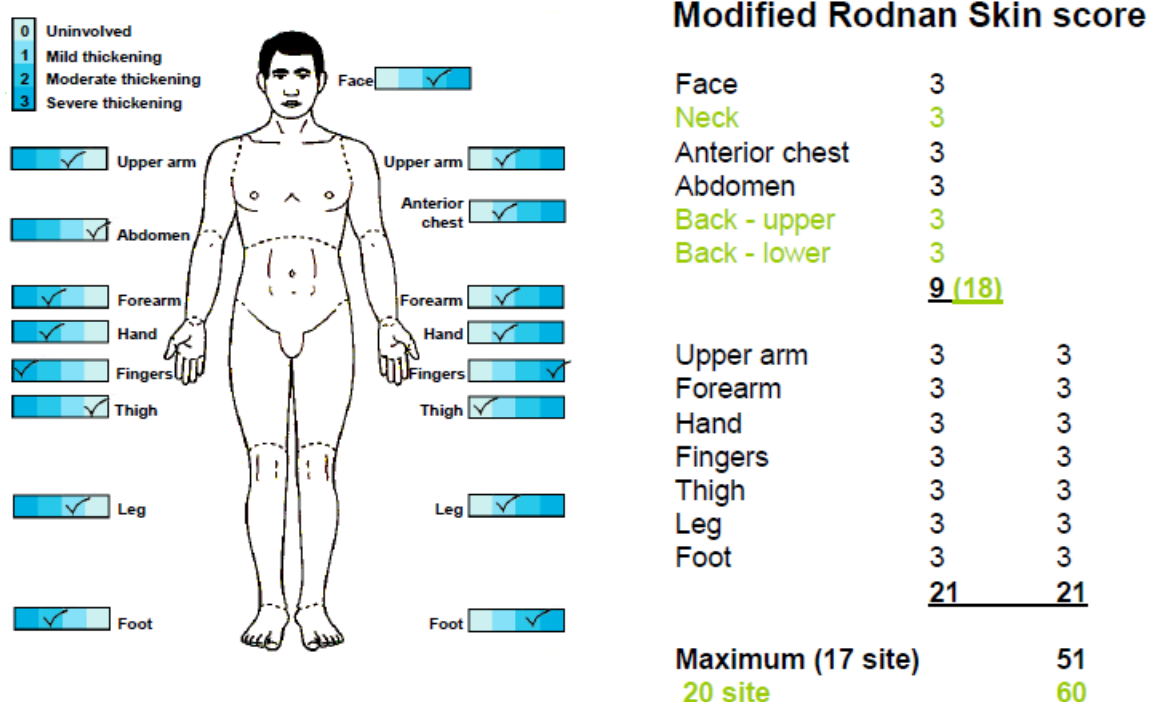 0 Uninvolved
1 Mild thickening
2 Moderate thickening
3 Severe thickening
Face
Upper arm
Upper arm
Anterior
chest
Abdomen
Forearm
Forearm
Hand
Hand
Fingers
Fingers
Thigh
Thigh
Leg
Leg
Foot
Foot
Modified Rodnan Skin score
Face 3
Neck 3
Anterior chest 3
Abdomen 3
Back - upper 3
Back - lower 3
9 (18)
Upper arm 3 3
Forearm 3 3
Hand 3 3
Fingers 3 3
Thigh 3 3
Leg 3 3
Foot 3 3
21 21
Maximum (17 site) 51
20 site 60